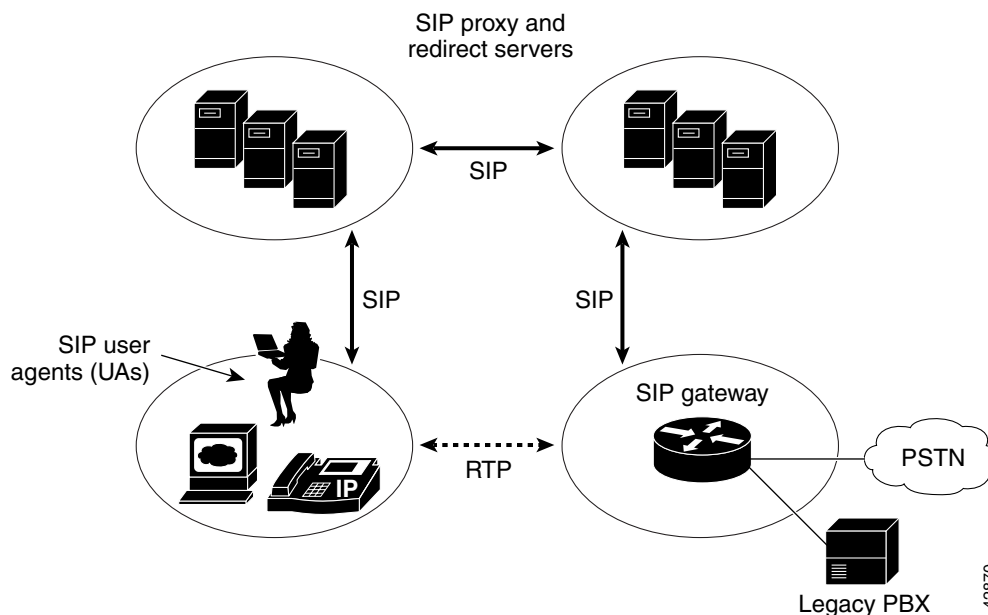 SIP proxy and
redirect servers
SIP
SIP
SIP
SIP user
agents (UAs)
SIP gateway
IP
RTP
PSTN
Legacy PBX